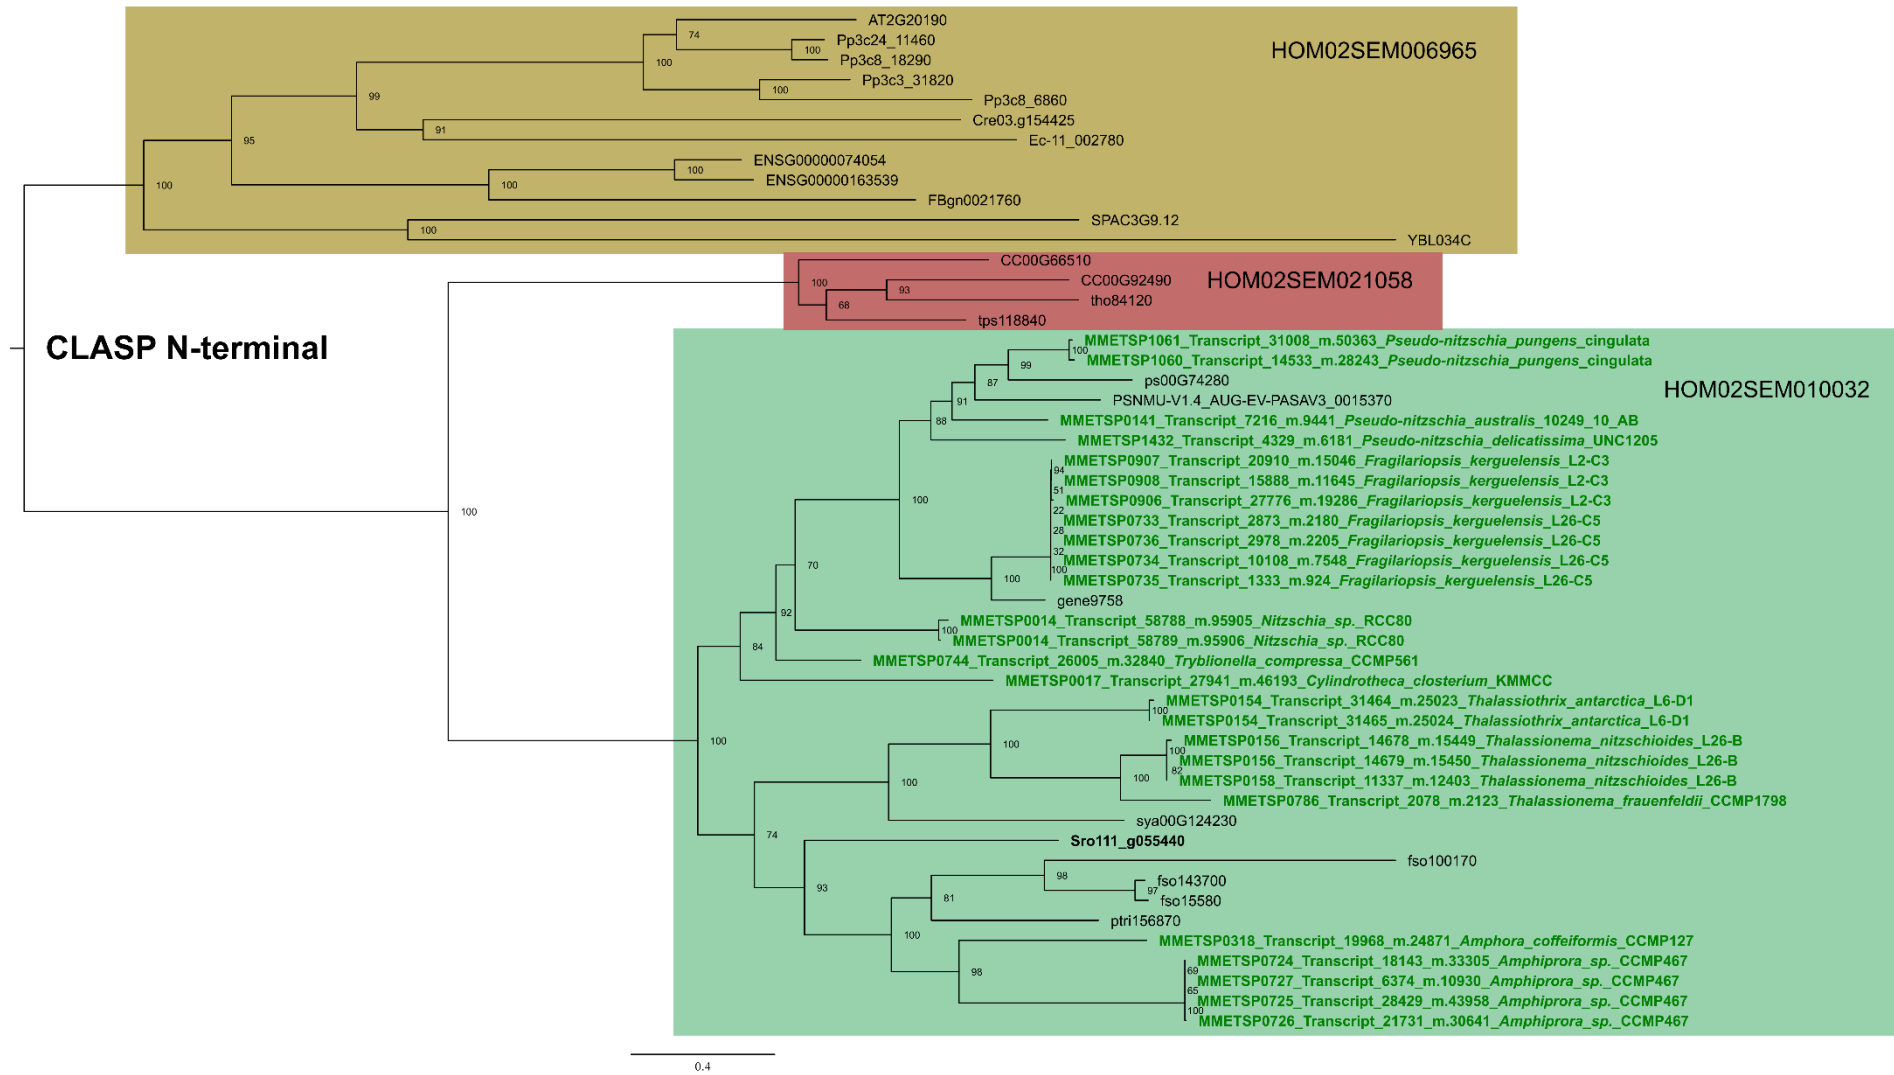 AT2G20190
74
Pp3c24_11460
HOM02SEM006965
100
Pp3c8_18290
100
Pp3c3_31820
100
99
Pp3c8_6860
Cre03.g154425
91
95
Ec-11_002780
ENSG00000074054
100
ENSG00000163539
100
100
FBgn0021760
SPAC3G9.12
100
YBL034C
CC00G66510
100
CC00G92490
HOM02SEM021058
93
tho84120
68
tps118840
CLASP N-terminal
MMETSP1061_Transcript_31008_m.50363_Pseudo-nitzschia_pungens_cingulata
100
MMETSP1060_Transcript_14533_m.28243_Pseudo-nitzschia_pungens_cingulata
99
ps00G74280
87
HOM02SEM010032
PSNMU-V1.4_AUG-EV-PASAV3_0015370
91
MMETSP0141_Transcript_7216_m.9441_Pseudo-nitzschia_australis_10249_10_AB
88
MMETSP1432_Transcript_4329_m.6181_Pseudo-nitzschia_delicatissima_UNC1205
MMETSP0907_Transcript_20910_m.15046_Fragilariopsis_kerguelensis_L2-C3
94
MMETSP0908_Transcript_15888_m.11645_Fragilariopsis_kerguelensis_L2-C3
51
100
MMETSP0906_Transcript_27776_m.19286_Fragilariopsis_kerguelensis_L2-C3
22
100
MMETSP0733_Transcript_2873_m.2180_Fragilariopsis_kerguelensis_L26-C5
28
MMETSP0736_Transcript_2978_m.2205_Fragilariopsis_kerguelensis_L26-C5
32
MMETSP0734_Transcript_10108_m.7548_Fragilariopsis_kerguelensis_L26-C5
70
100
100
MMETSP0735_Transcript_1333_m.924_Fragilariopsis_kerguelensis_L26-C5
gene9758
92
MMETSP0014_Transcript_58788_m.95905_Nitzschia_sp._RCC80
100
MMETSP0014_Transcript_58789_m.95906_Nitzschia_sp._RCC80
84
MMETSP0744_Transcript_26005_m.32840_Tryblionella_compressa_CCMP561
MMETSP0017_Transcript_27941_m.46193_Cylindrotheca_closterium_KMMCC
MMETSP0154_Transcript_31464_m.25023_Thalassiothrix_antarctica_L6-D1
100
MMETSP0154_Transcript_31465_m.25024_Thalassiothrix_antarctica_L6-D1
100
100
MMETSP0156_Transcript_14678_m.15449_Thalassionema_nitzschioides_L26-B
100
MMETSP0156_Transcript_14679_m.15450_Thalassionema_nitzschioides_L26-B
82
100
100
MMETSP0158_Transcript_11337_m.12403_Thalassionema_nitzschioides_L26-B
MMETSP0786_Transcript_2078_m.2123_Thalassionema_frauenfeldii_CCMP1798
sya00G124230
74
Sro111_g055440
fso100170
98
93
fso143700
97
81
fso15580
ptri156870
100
MMETSP0318_Transcript_19968_m.24871_Amphora_coffeiformis_CCMP127
MMETSP0724_Transcript_18143_m.33305_Amphiprora_sp._CCMP467
69
98
MMETSP0727_Transcript_6374_m.10930_Amphiprora_sp._CCMP467
65
MMETSP0725_Transcript_28429_m.43958_Amphiprora_sp._CCMP467
100
MMETSP0726_Transcript_21731_m.30641_Amphiprora_sp._CCMP467
0.4